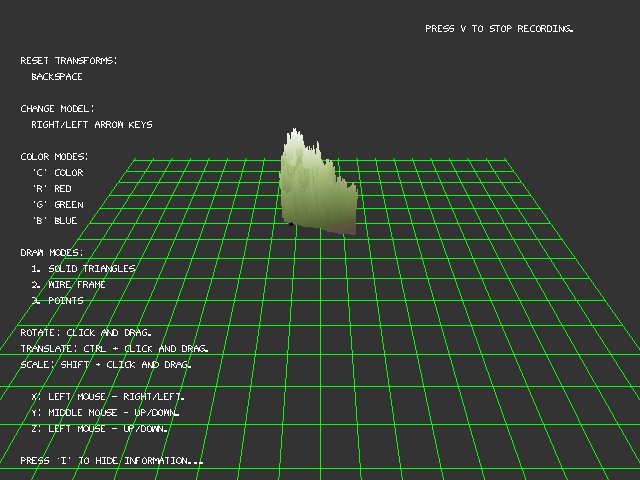 PRESS V TO STOP RECORDING.
RESET TRANSFORMS:
BACKSPACE
CHANGE MODEL:
RIGHT/LEFT ARROW KEYS
COLOR MODES:
'C' COLOR
'R' RED
'G' GREEN
'B' BLUE
DRAW MODES:
1. SOLID TRIANGLES
2. WIRE FRAME
3. POINTS
ROTATE: CLICK AND DRAG.
TRANSLATE: CTRL + CLICK AND DRAG.
SCALE: SHIFT + CLICK AND DRAG.
X: LEFT MOUSE - RIGHT/LEFT.
Y: MIDDLE MOUSE - UP/DOWN.
Z: LEFT MOUSE - UP/DOWN.
PRESS 'I' TO HIDE INFORMATION...